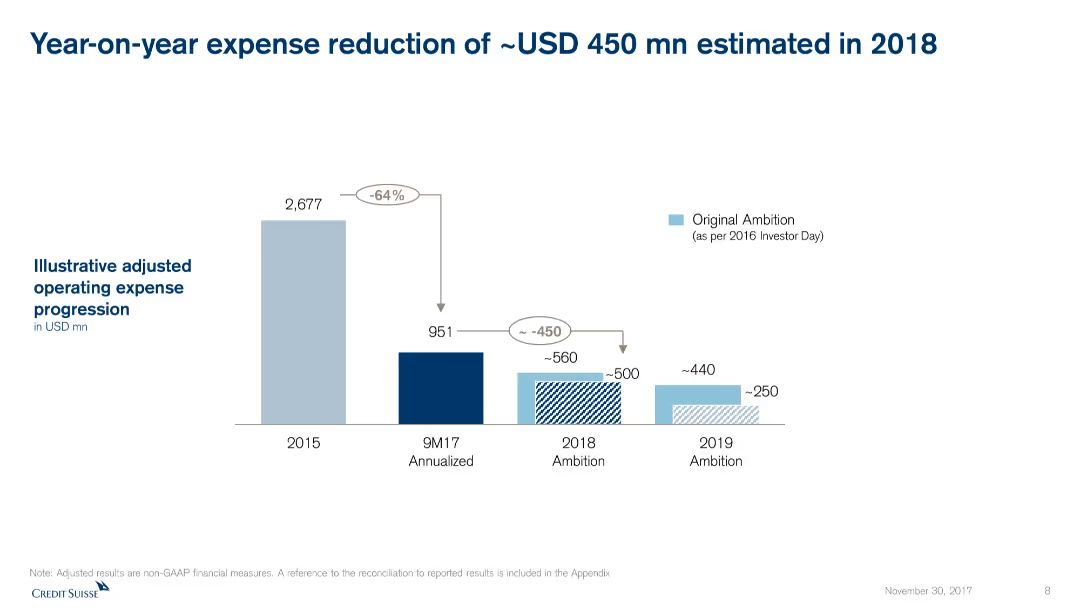 Year-on-year expense reduction of ~USD 450 mn estimated in 2018
Illustrative adjusted
operating expense
progression
in USD mn
2,677
-64%
951
~ -450
~560
~500
~440
~250
Original Ambition
(as per 2016 Investor Day)
2015
9M17
Annualized
2018
Ambition
2019
Ambition
Note: Adjusted results are non-GAAP financial measures. A reference to the reconciliation to reported results is included in the Appendix
CREDIT SUISSE
November 30, 2017
8